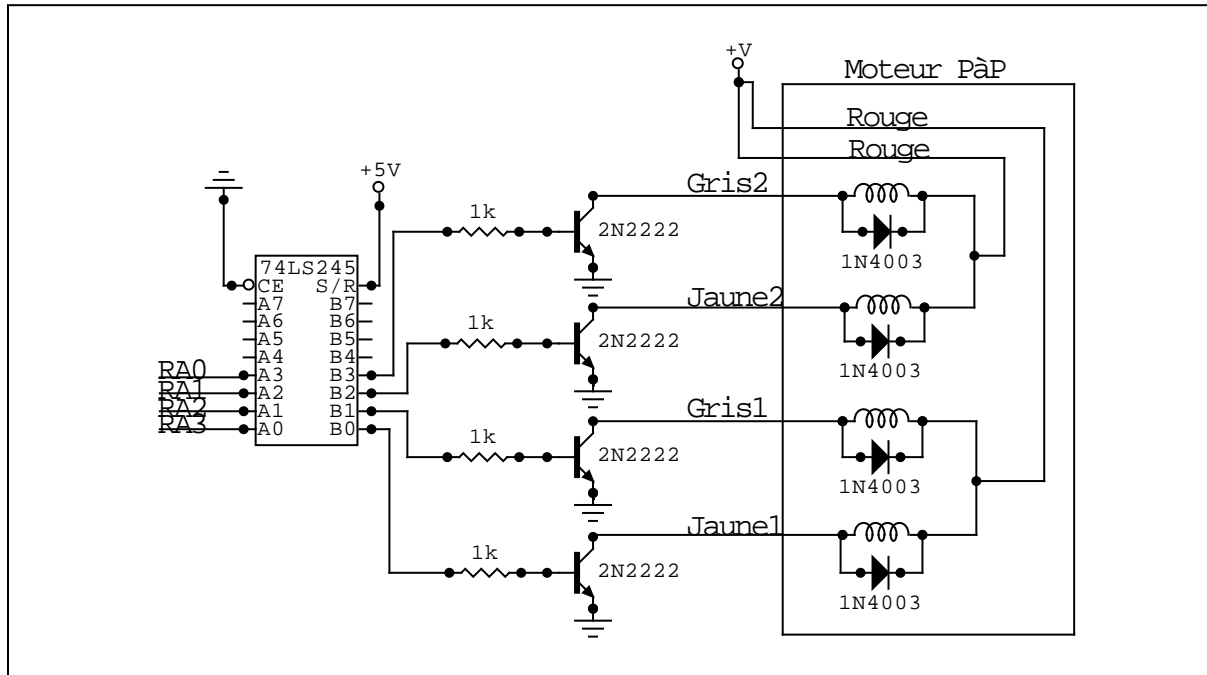 +V
Moteur PàP
Rouge
Rouge
+5V
Gris2
1k
2N2222
1N4003
74LS245
CE S/R
A7 B7
A6 B6
A5 B5
A4 B4
RA0 A3 B3
RA1 A2 B2
RA2 A1 B1
RA3 A0 B0
Jaune2
1k
2N2222
1N4003
Gris1
1k
2N2222
1N4003
Jaune1
1k
2N2222
1N4003